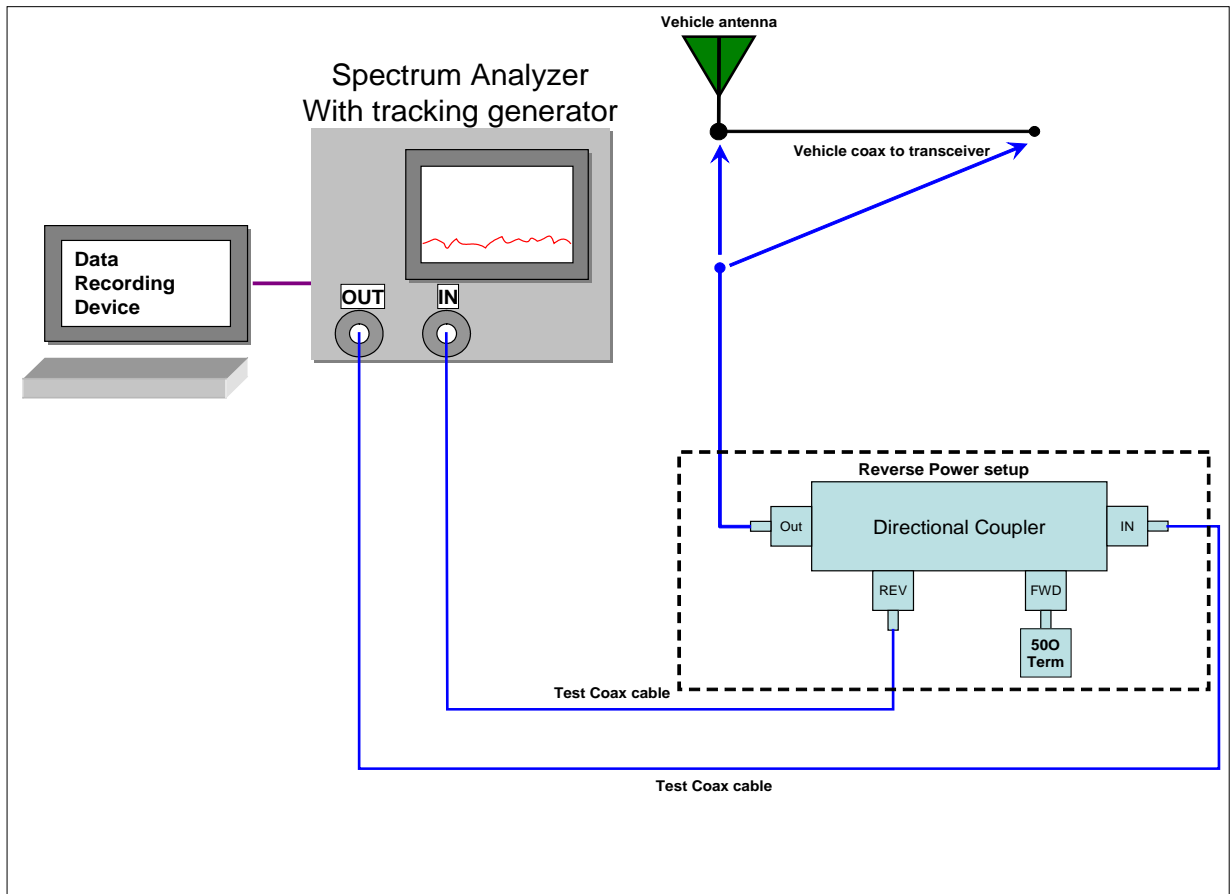 Vehicle antenna
Spectrum Analyzer
With tracking generator
Vehicle coax to transceiver
Data
Recording
Device
OUT
IN
Reverse Power setup
Out
Directional Coupler
IN
REV
FWD
50O
Term
Test Coax cable
Test Coax cable